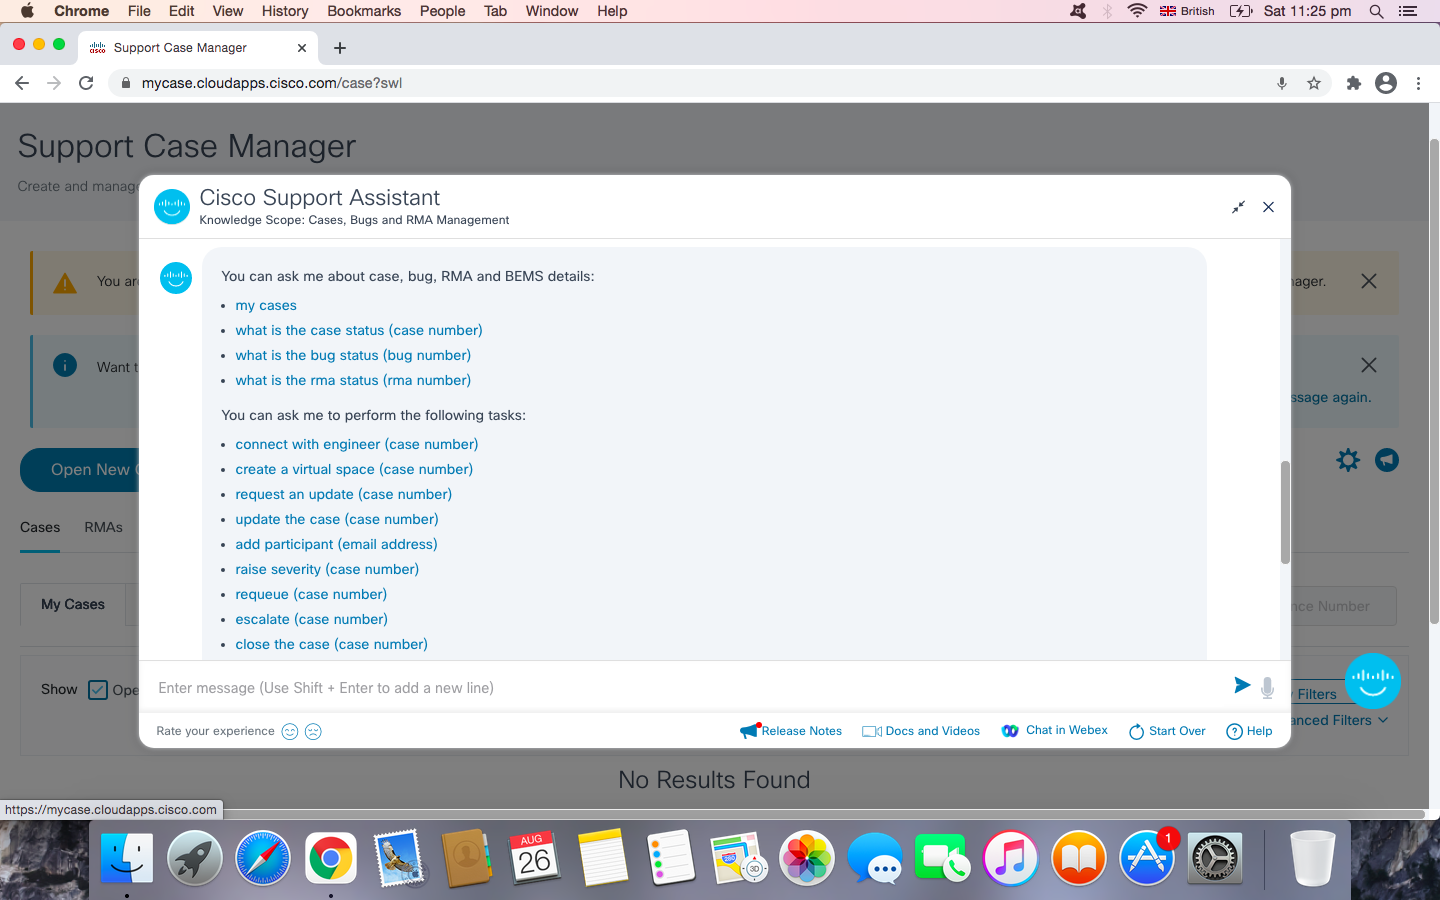 Chrome File Edit View History Bookmarks People Tab Window Help British Sat 11:25 pm
cisco Support Case Manager
mycase.cloudapps.cisco.com/case?swl
Support Case Manager
Create and manag
Cisco Support Assistant
Knowledge Scope: Cases, Bugs and RMA Management
You are
nager.
Want t
ssage again.
You can ask me about case, bug, RMA and BEMS details:
• my cases
• what is the case status (case number)
• what is the bug status (bug number)
• what is the rma status (rma number)
You can ask me to perform the following tasks:
• connect with engineer (case number)
• create a virtual space (case number)
• request an update (case number)
• update the case (case number)
• add participant (email address)
• raise severity (case number)
• requeue (case number)
• escalate (case number)
• close the case (case number)
Open New
Cases RMAs
My Cases
nce Number
Show Ope
Filters
anced Filters
Enter message (Use Shift + Enter to add a new line)
Rate your experience Release Notes Docs and Videos Chat in Webex Start Over Help
No Results Found
https://mycase.cloudapps.cisco.com
AUG
26
280
3D
1